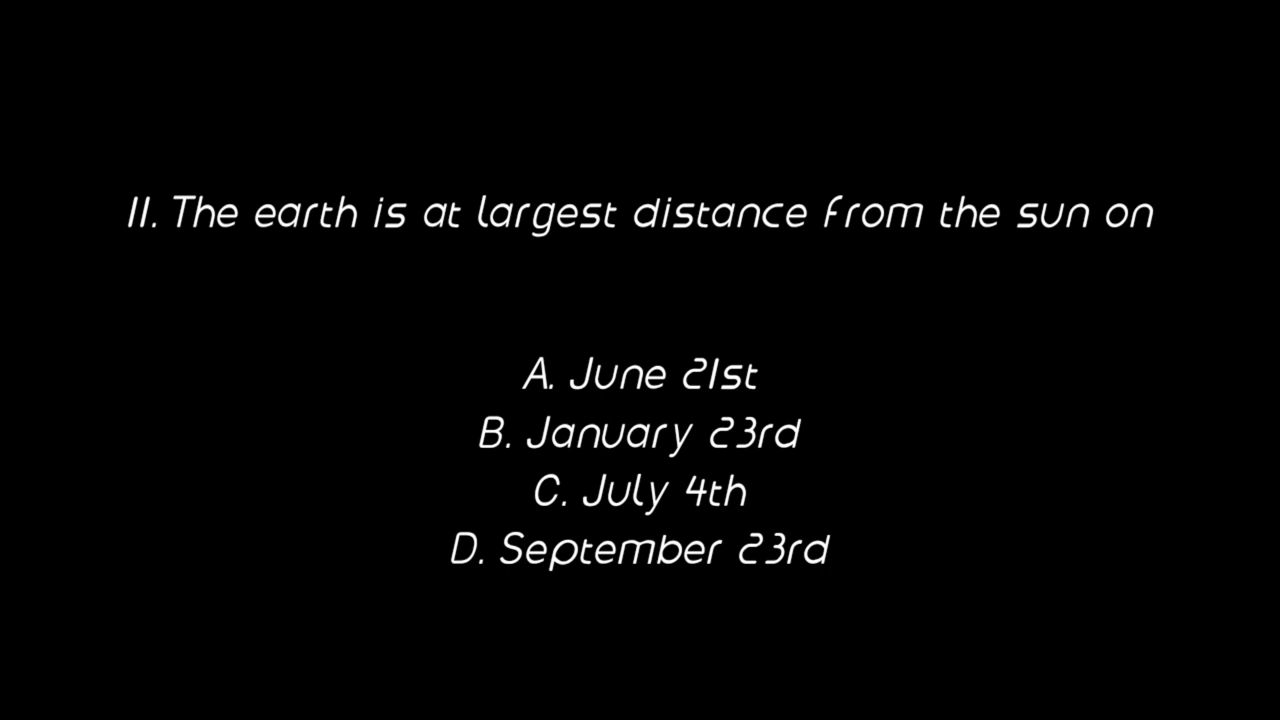 11. The earth is at largest distance from the sun on
A. June 21st
B. January 23rd
C. July 4th
D. September 23rd